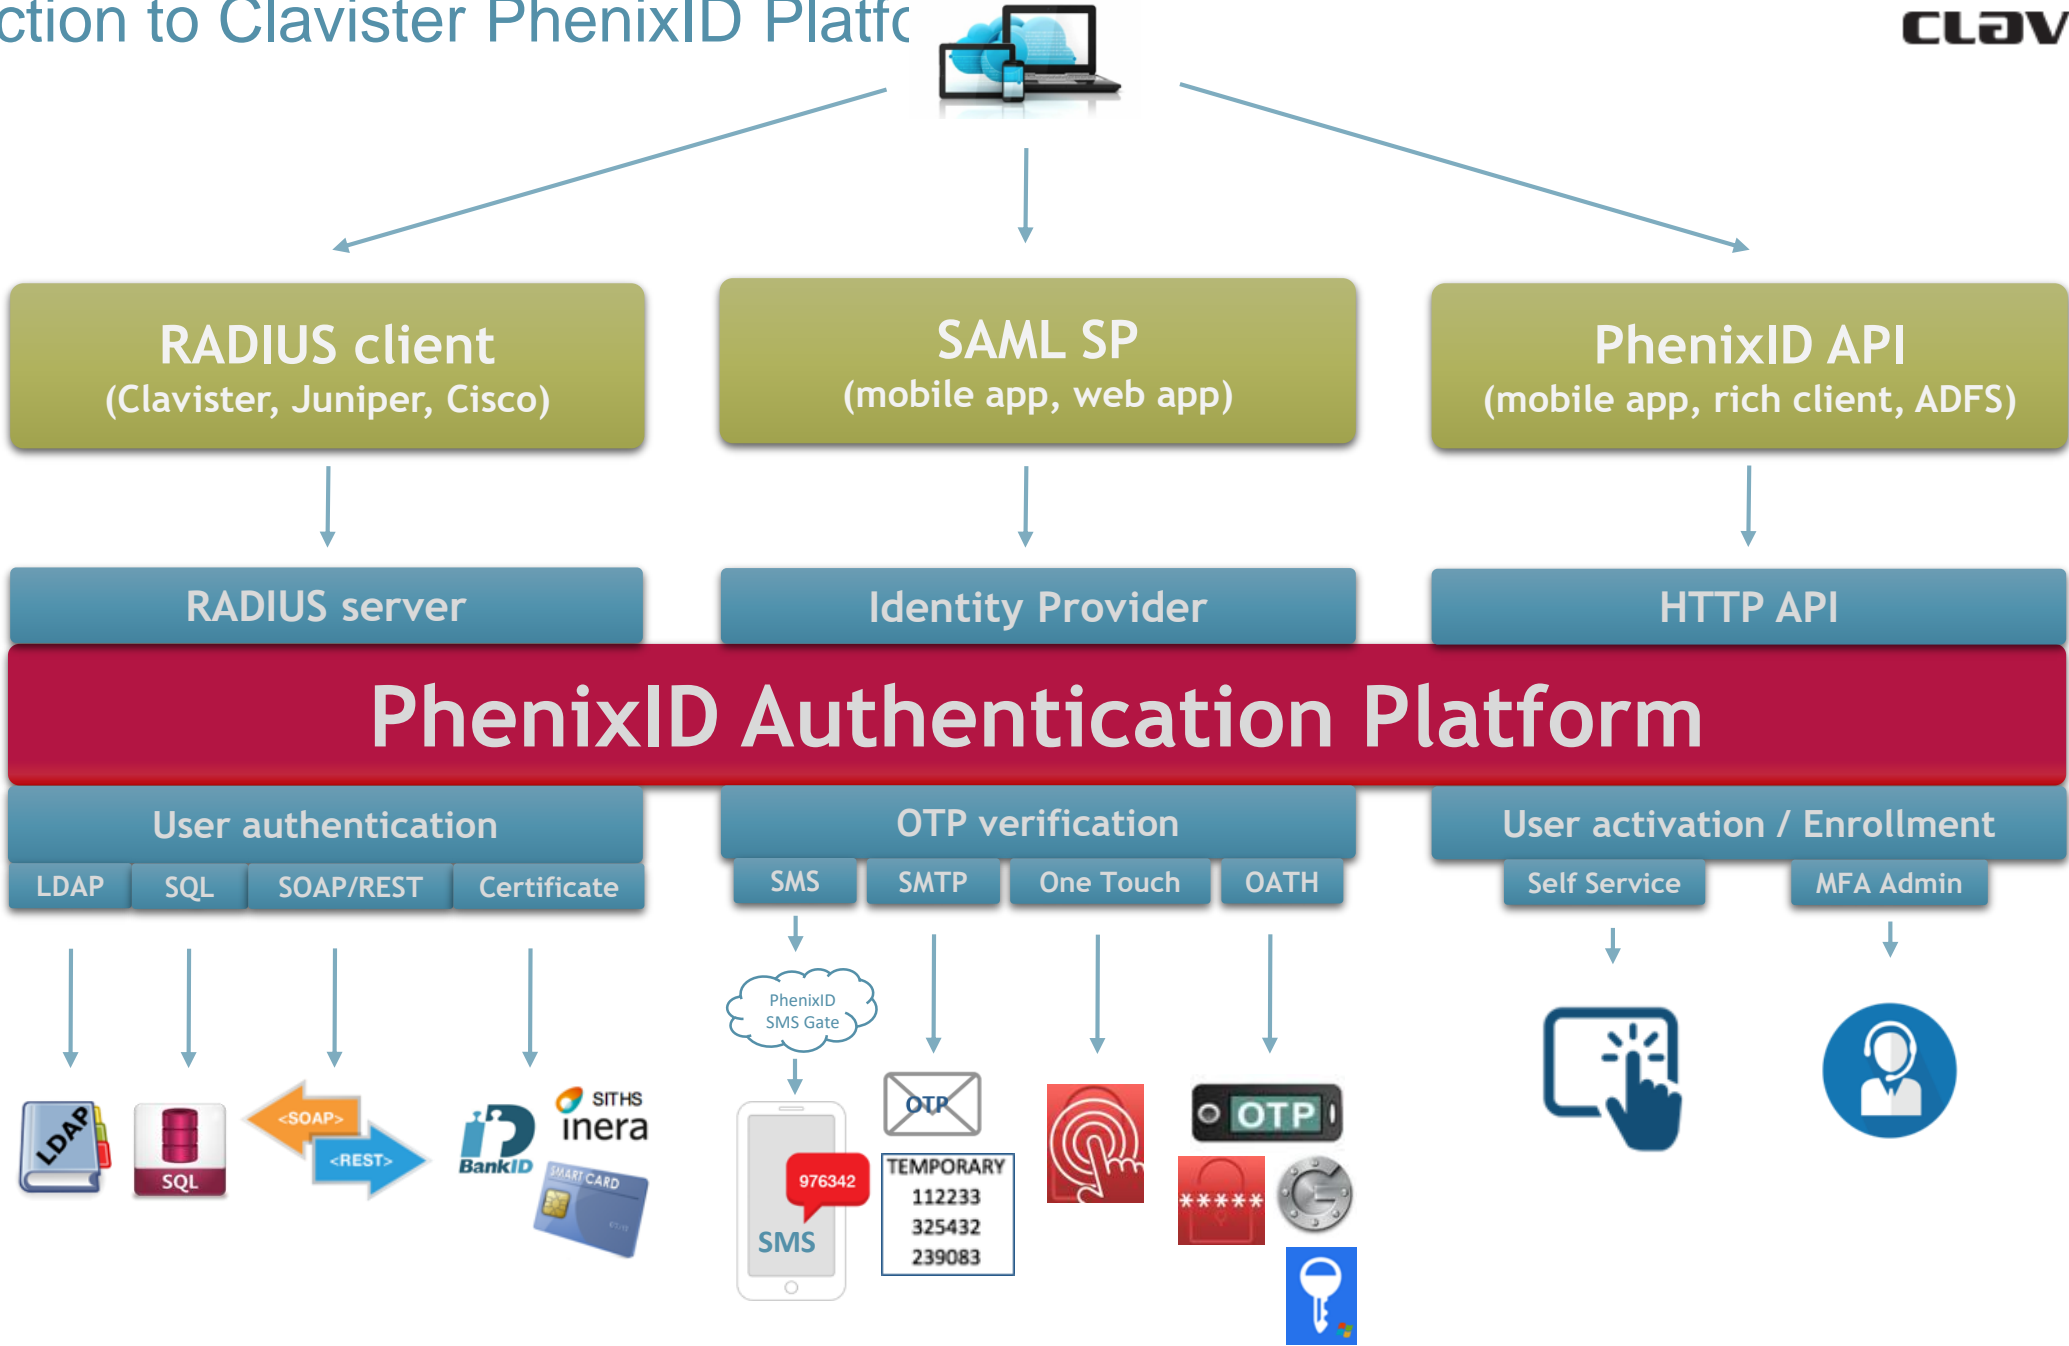 ction to Clavister PhenixID Platfo
CLAV
RADIUS client
(Clavister, Juniper, Cisco)
SAML SP
(mobile app, web app)
PhenixID API
(mobile app, rich client, ADFS)
RADIUS server
Identity Provider
HTTP API
PhenixID Authentication Platform
User authentication
OTP verification
User activation / Enrollment
LDAP
SQL
SOAP/REST
Certificate
SMS
SMTP
One Touch
OATH
Self Service
MFA Admin
PhenixID
SMS Gate
LDAP
SQL
<SOAP>
<REST>
BankID
SITHS
inera
SMART CARD
976342
SMS
OTP
TEMPORARY
112233
325432
239083
OTP
*****